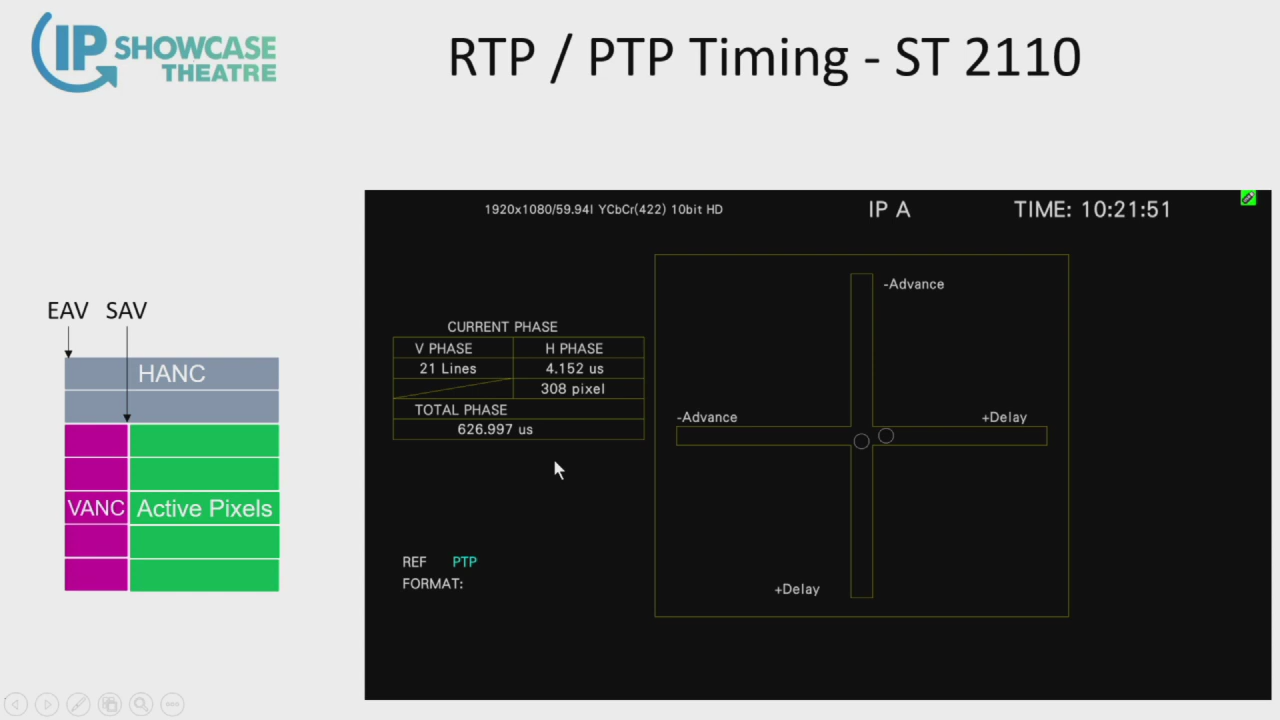 IP SHOWCASE
THEATRE
RTP / PTP Timing - ST 2110
1920x1080/59.94I YCbCr(422) 10bit HD
IP A
TIME: 10:21:51
-Advance
EAV SAV
CURRENT PHASE
V PHASE H PHASE
21 Lines 4.152 us
308 pixel
TOTAL PHASE
626.997 us
-Advance
+Delay
HANC
VANC Active Pixels
REF PTP
FORMAT:
+Delay